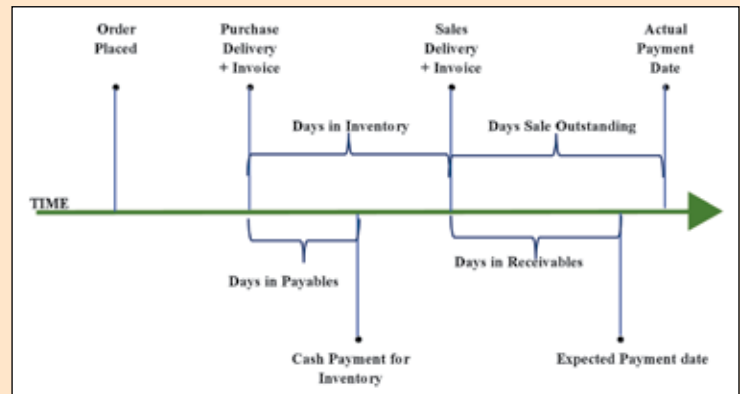 Order
Placed
Purchase
Delivery
+ Invoice
Sales
Delivery
+ Invoice
Actual
Payment
Date
Days in Inventory
Days Sale Outstanding
TIME
Days in Payables
Days in Receivables
Cash Payment for
Inventory
Expected Payment date